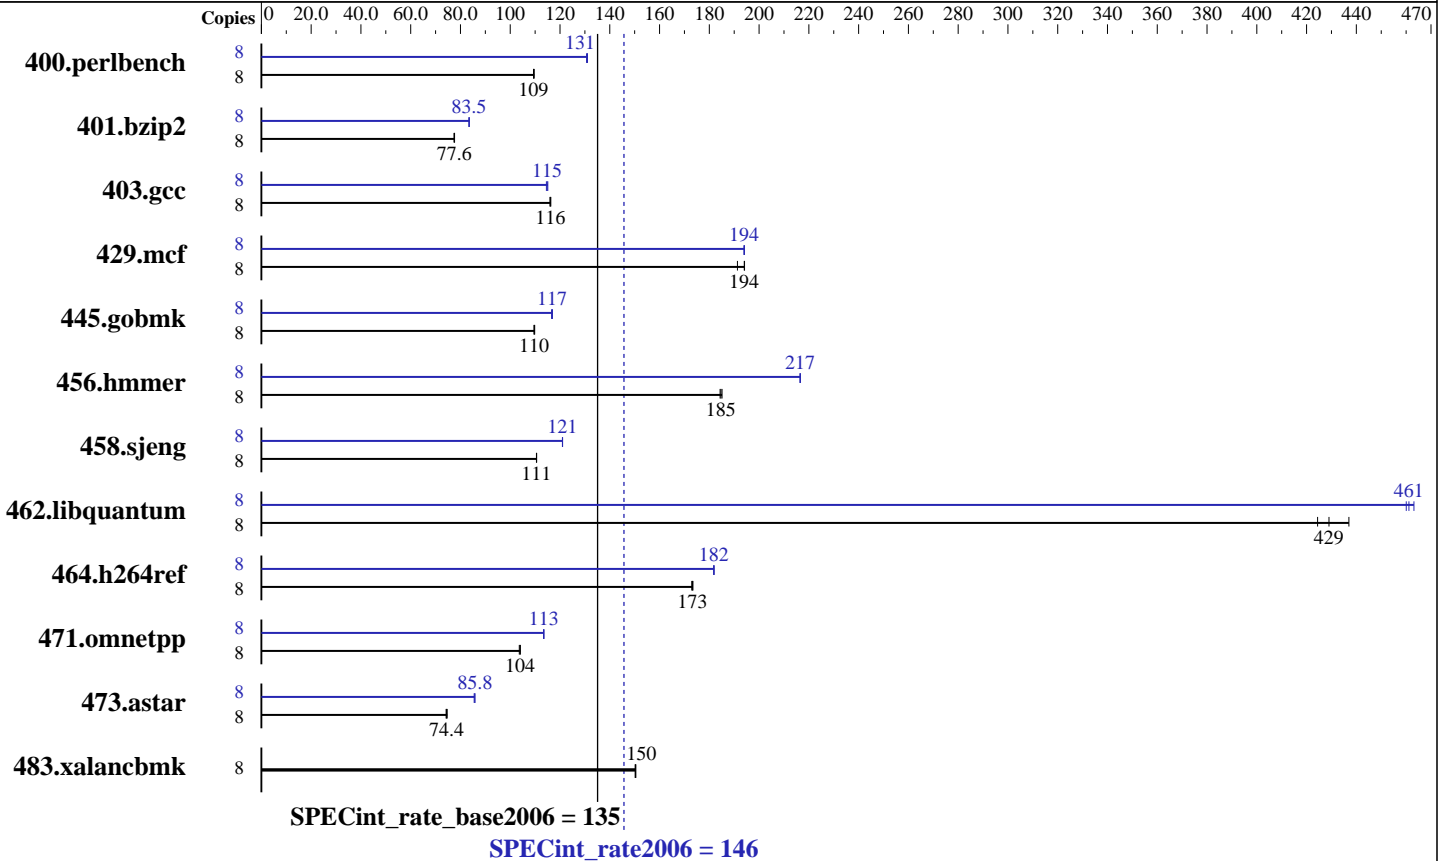 Copies 0 20.0 40.0 60.0 80.0 100 120 140 160 180 200 220 240 260 280 300 320 340 360 380 400 420 440 470
400.perlbench 8 131
8 109
401.bzip2 8 83.5
8 77.6
403.gcc 8 115
8 116
429.mcf 8 194
8 194
445.gobmk 8 117
8 110
456.hmmer 8 217
8 185
458.sjeng 8 121
8 111
462.libquantum 8 461
8 429
464.h264ref 8 182
8 173
471.omnetpp 8 113
8 104
473.astar 8 85.8
8 74.4
483.xalancbmk 8 150
SPECint_rate_base2006 = 135
SPECint_rate2006 = 146